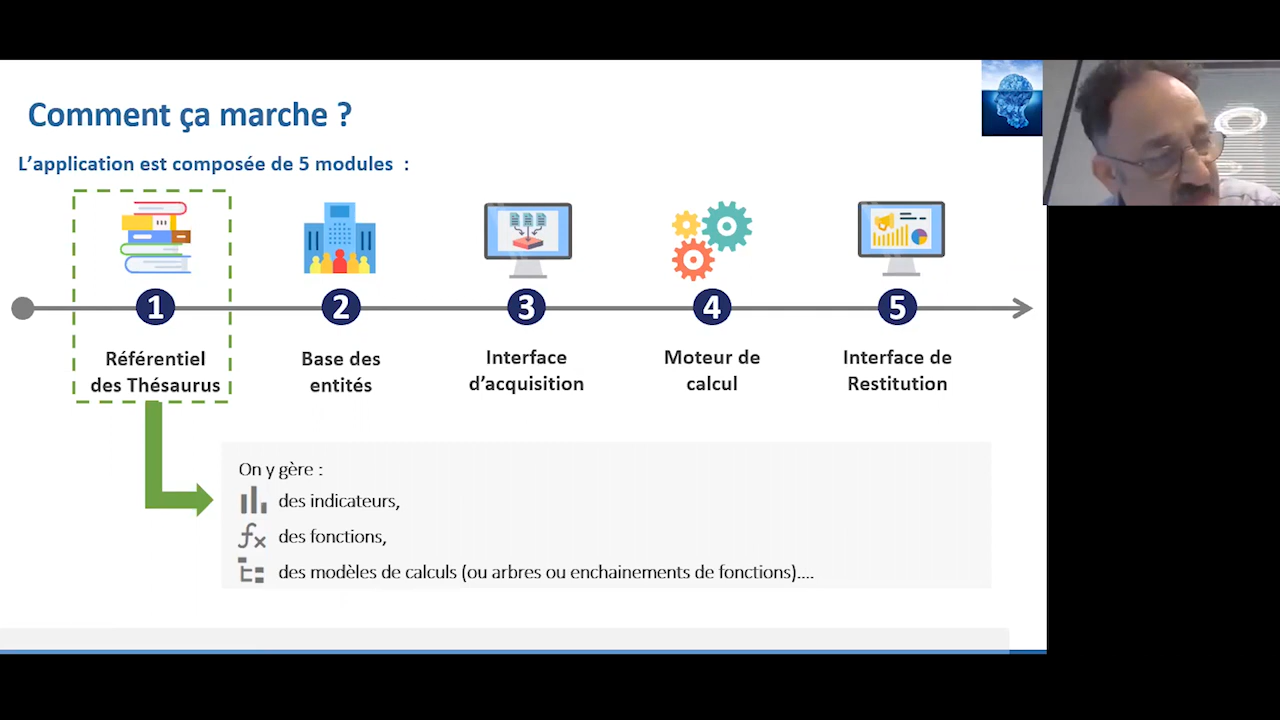 Comment ça marche ?
L'application est composée de 5 modules :
1
2
3
4
5
Référentiel
des Thésaurus
Base des
entités
Interface
d'acquisition
Moteur de
calcul
Interface de
Restitution
On y gère :
des indicateurs,
fx des fonctions,
des modèles de calculs (ou arbres ou enchainements de fonctions)....